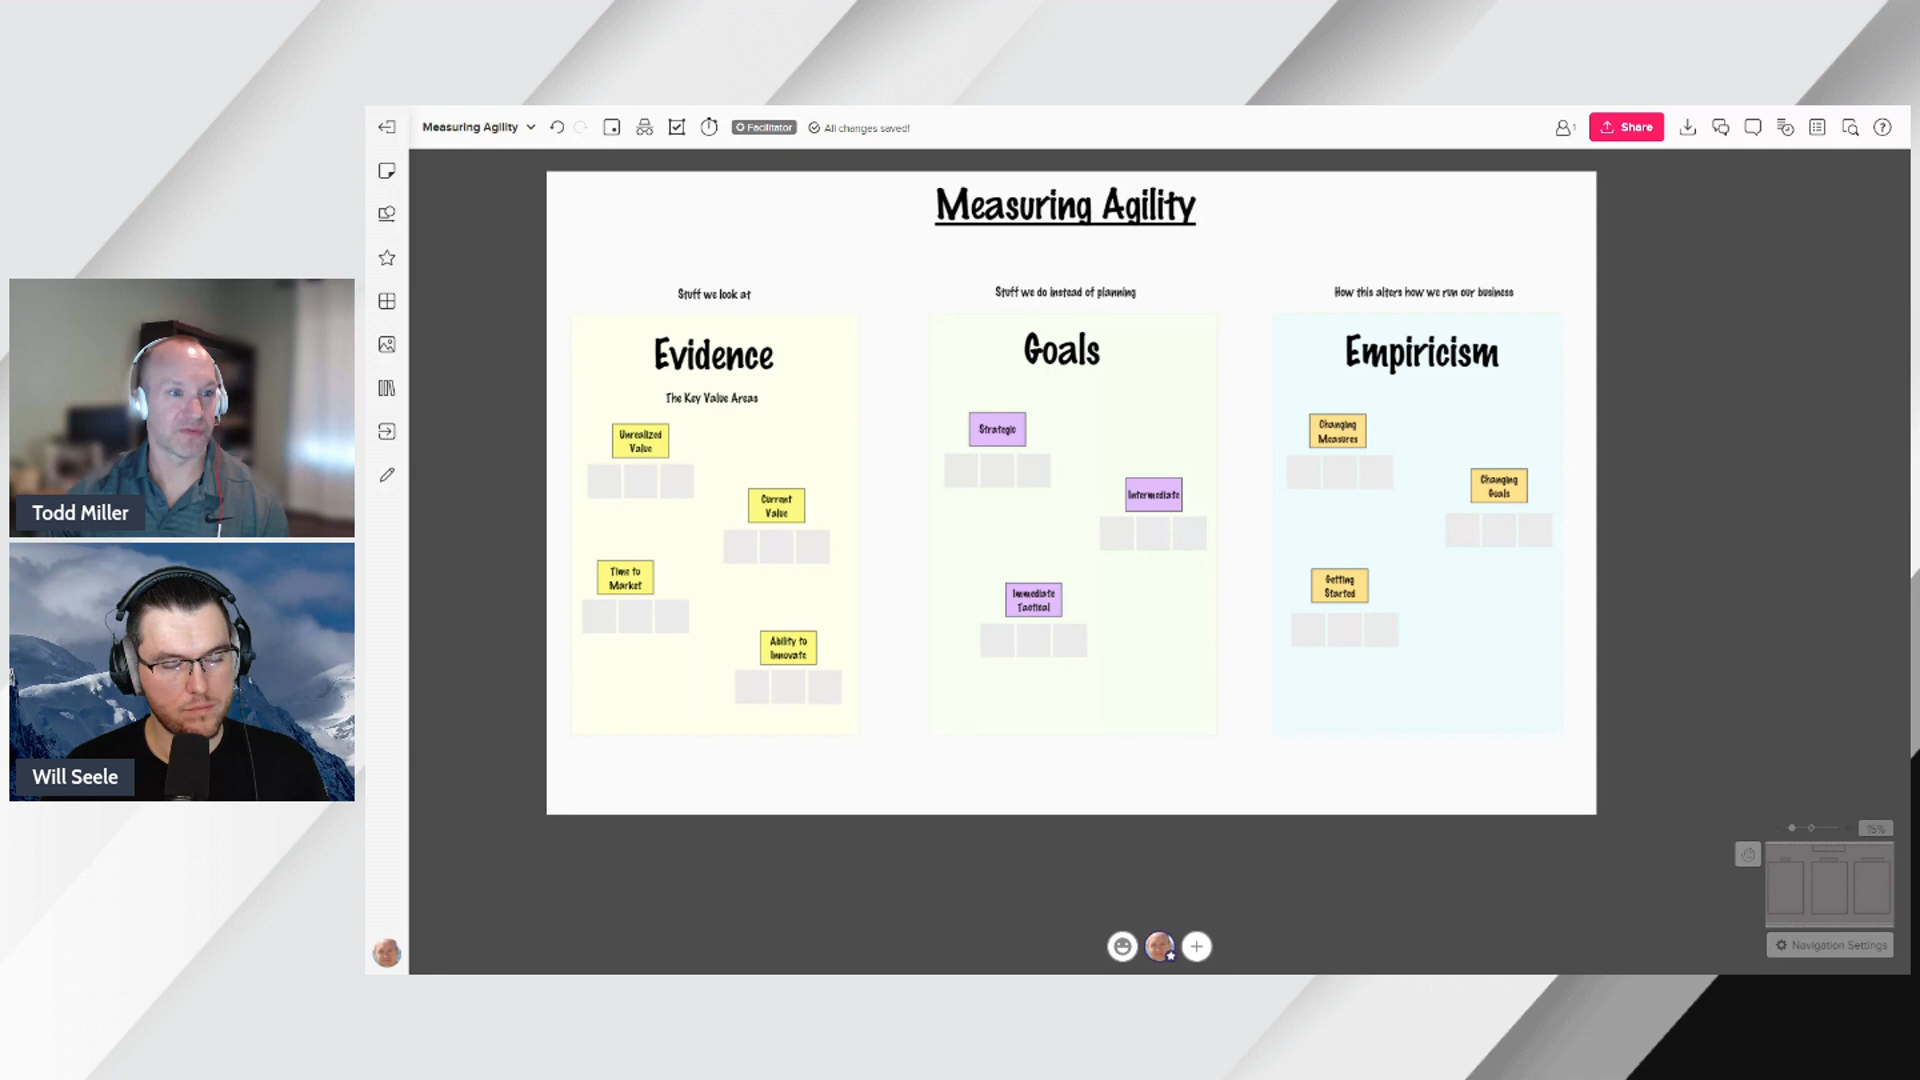 Measuring Agility
Facilitator
All changes saved!
1
Share
Measuring Agility
Stuff we look at
Stuff we do instead of planning
How this alters how we run our business
Evidence
The Key Value Areas
Unrealized
Value
Current
Value
Time to
Market
Ability to
Innovate
Goals
Strategic
Intermediate
Immediate
Tactical
Empiricism
Changing
Measures
Changing
Goals
Getting
Started
Todd Miller
Will Seele
15%
Navigation Settings